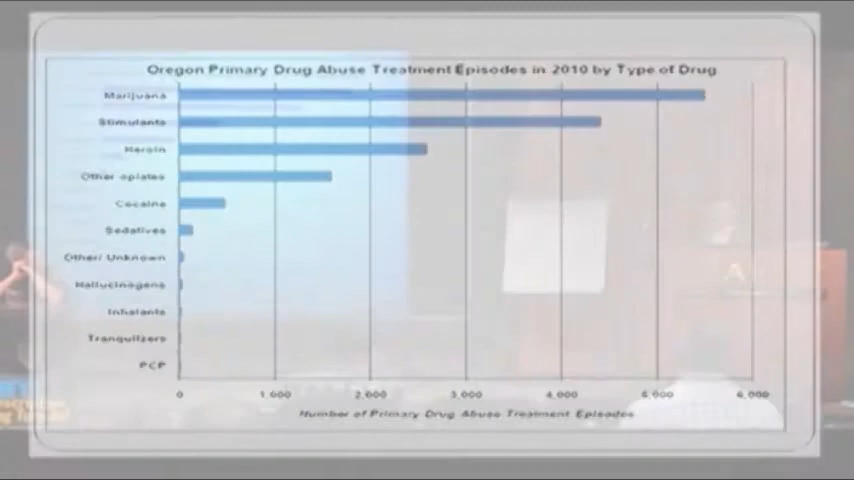 Oregon Primary Drug Abuse Treatment Episodes in 2010 by Type of Drug
Marijuana
Stimulants
Heroin
Other opiates
Cocaine
Sedatives
Other/ Unknown
Hallucinogens
Inhalants
Tranquilizers
PCP
0 1,000 2,000 3,000 4,000 5,000 6,000
Number of Primary Drug Abuse Treatment Episodes
A